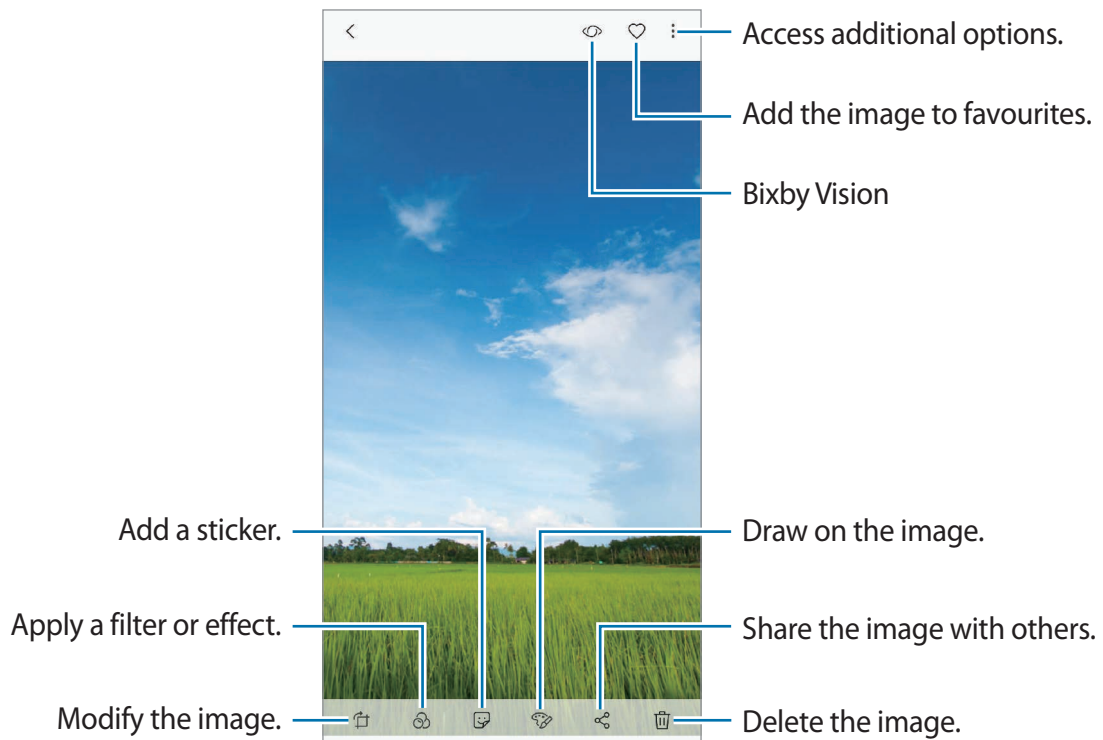 Access additional options.
Add the image to favourites.
Bixby Vision
Add a sticker.
Draw on the image.
Apply a filter or effect.
Share the image with others.
Modify the image.
Delete the image.